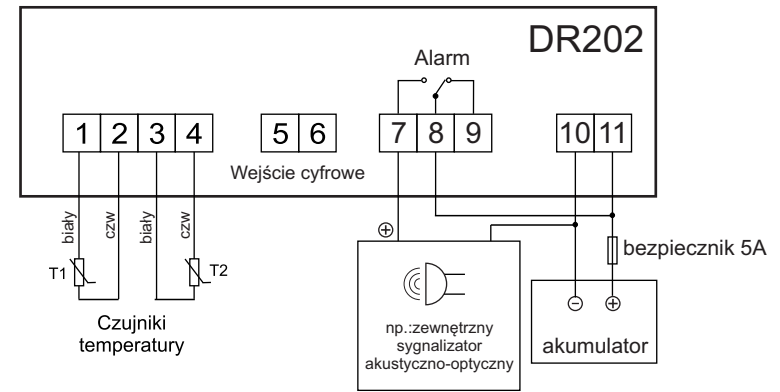 DR202
Alarm
1 2 3 4 5 6 7 8 9 10 11
Wejście cyfrowe
biały czw biały czw
T1 T2
Czujniki
temperatury
⊕
np.:zewnętrzny
sygnalizator
akustyczno-optyczny
bezpiecznik 5A
⊖ ⊕
akumulator